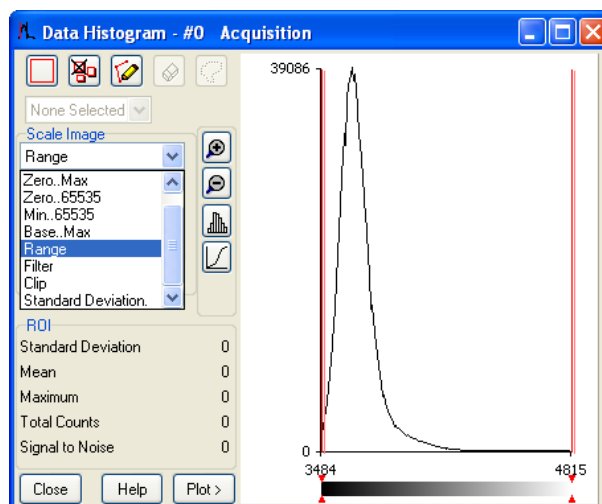 Data Histogram - #0 Acquisition
None Selected
Scale Image
Range
Zero..Max
Zero..65535
Min..65535
Base..Max
Range
Filter
Clip
Standard Deviation.
ROI
Standard Deviation 0
Mean 0
Maximum 0
Total Counts 0
Signal to Noise 0
Close Help Plot >
39086
0
3484 4815